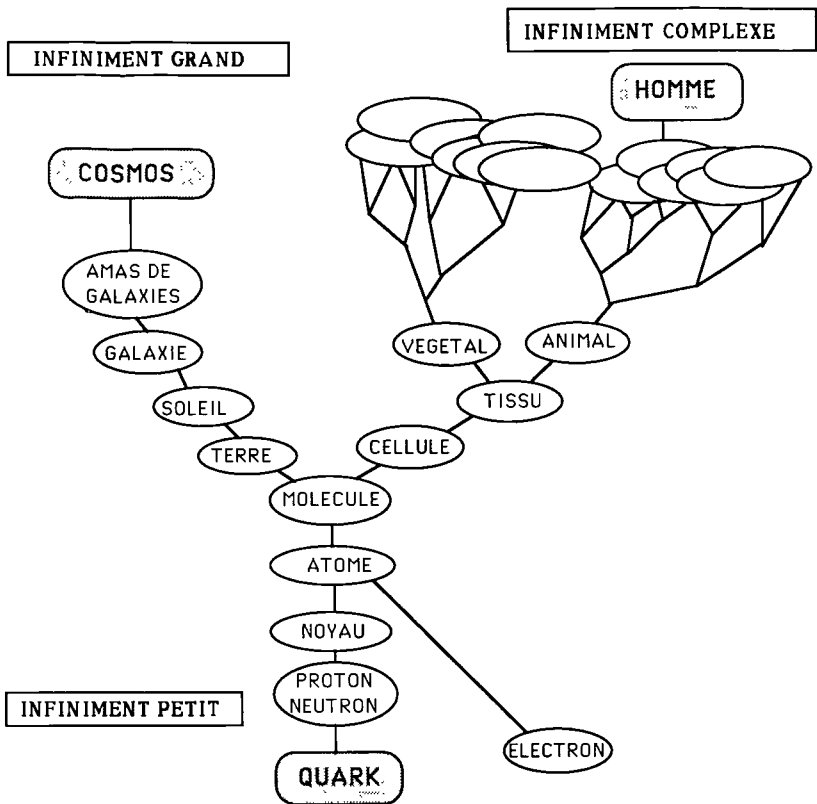 INFINIMENT COMPLEXE
INFINIMENT GRAND
HOMME
COSMOS
AMAS DE
GALAXIES
GALAXIE
VEGETAL
ANIMAL
SOLEIL
TISSU
TERRE
CELLULE
MOLECULE
ATOME
NOYAU
PROTON
NEUTRON
INFINIMENT PETIT
ELECTRON
QUARK